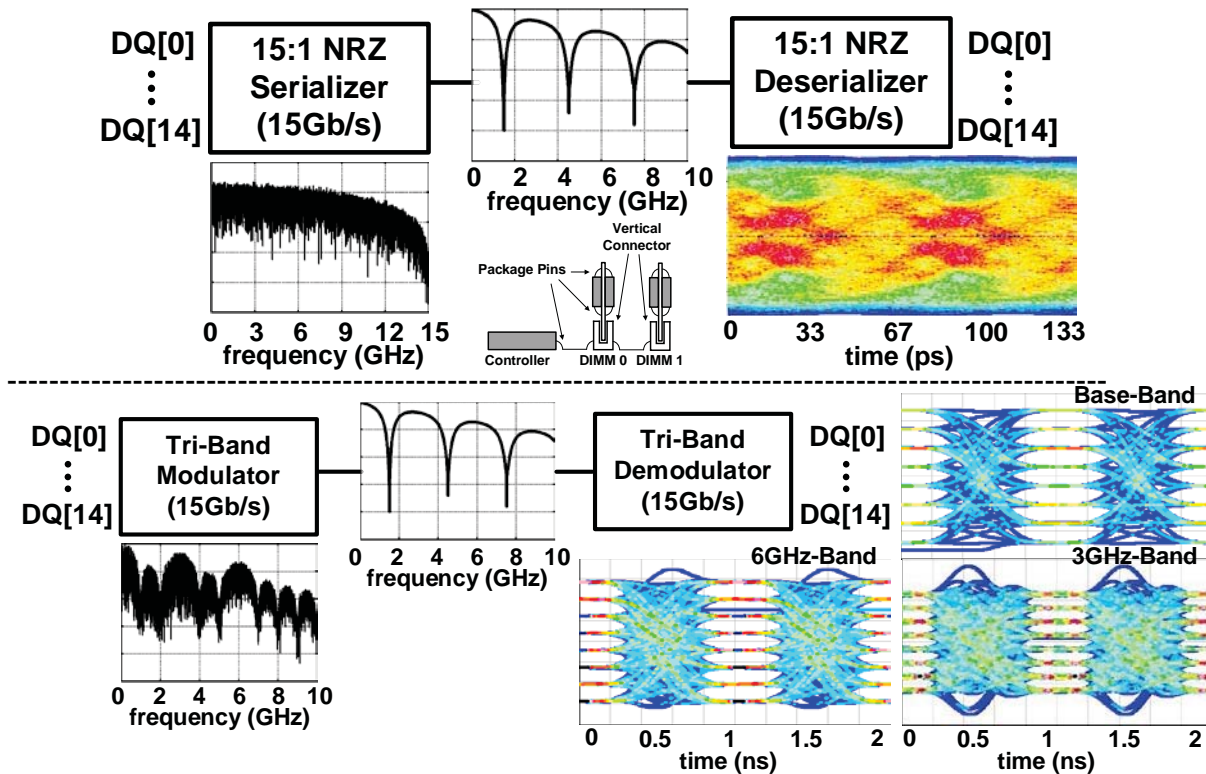 DQ[0]
DQ[14]
15:1 NRZ
Serializer
(15Gb/s)
0 2 4 6 8 10
frequency (GHz)
15:1 NRZ
Deserializer
(15Gb/s)
DQ[0]
DQ[14]
0 3 6 9 12 15
frequency (GHz)
Vertical
Connector
Package Pins
Controller
DIMM 0
DIMM 1
0 33 67 100 133
time (ps)
DQ[0]
DQ[14]
Tri-Band
Modulator
(15Gb/s)
0 2 4 6 8 10
frequency (GHz)
Tri-Band
Demodulator
(15Gb/s)
DQ[0]
DQ[14]
Base-Band
0 2 4 6 8 10
frequency (GHz)
6GHz-Band
0 0.5 1 1.5 2
time (ns)
3GHz-Band
0 0.5 1 1.5 2
time (ns)